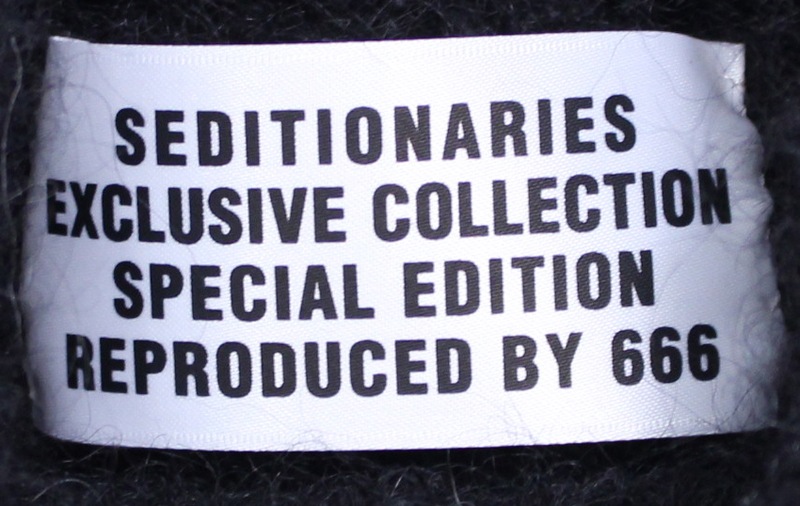 SEDITIONARIES
EXCLUSIVE COLLECTION
SPECIAL EDITION
REPRODUCED BY 666